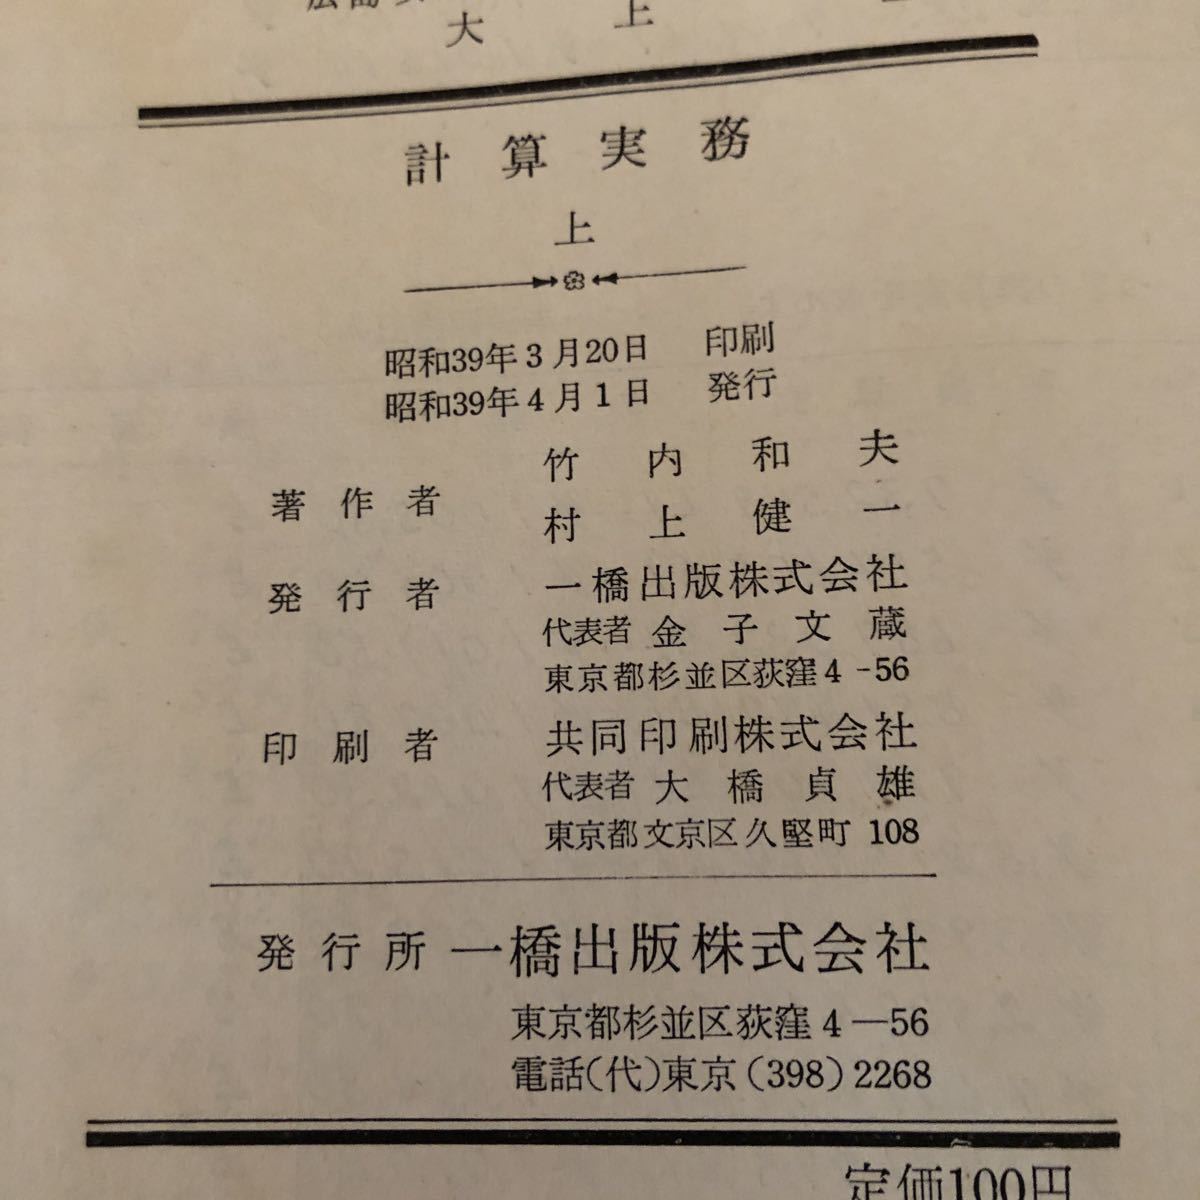 大　上
計算実務
上
昭和39年3月20日　印刷
昭和39年4月1日　発行
著作者　竹内和夫
村上健一
発行者　一橋出版株式会社
代表者 金子文蔵
東京都杉並区荻窪4-56
印刷者　共同印刷株式会社
代表者 大橋貞雄
東京都文京区久堅町 108
発行所 一橋出版株式会社
東京都杉並区荻窪4―56
電話(代)東京(398)2268
定価100円